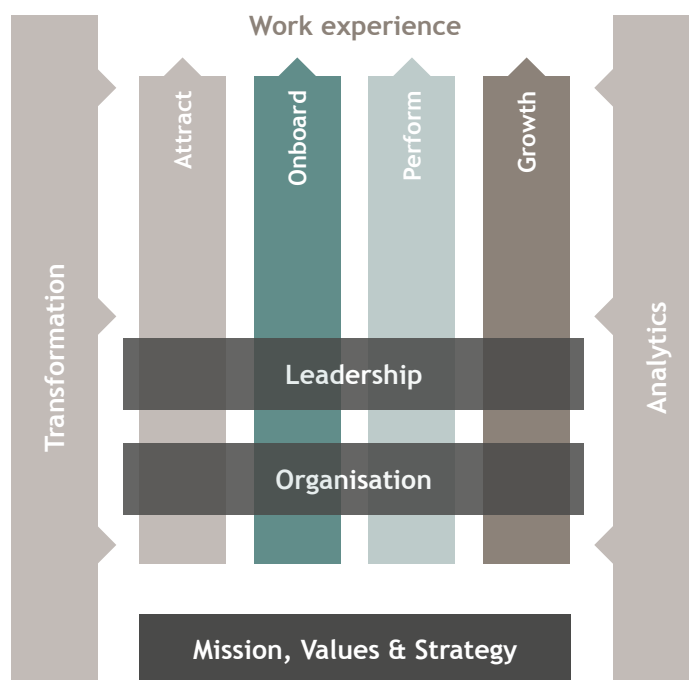 Work experience
Attract
Onboard
Perform
Growth
Transformation
Analytics
Leadership
Organisation
Mission, Values & Strategy